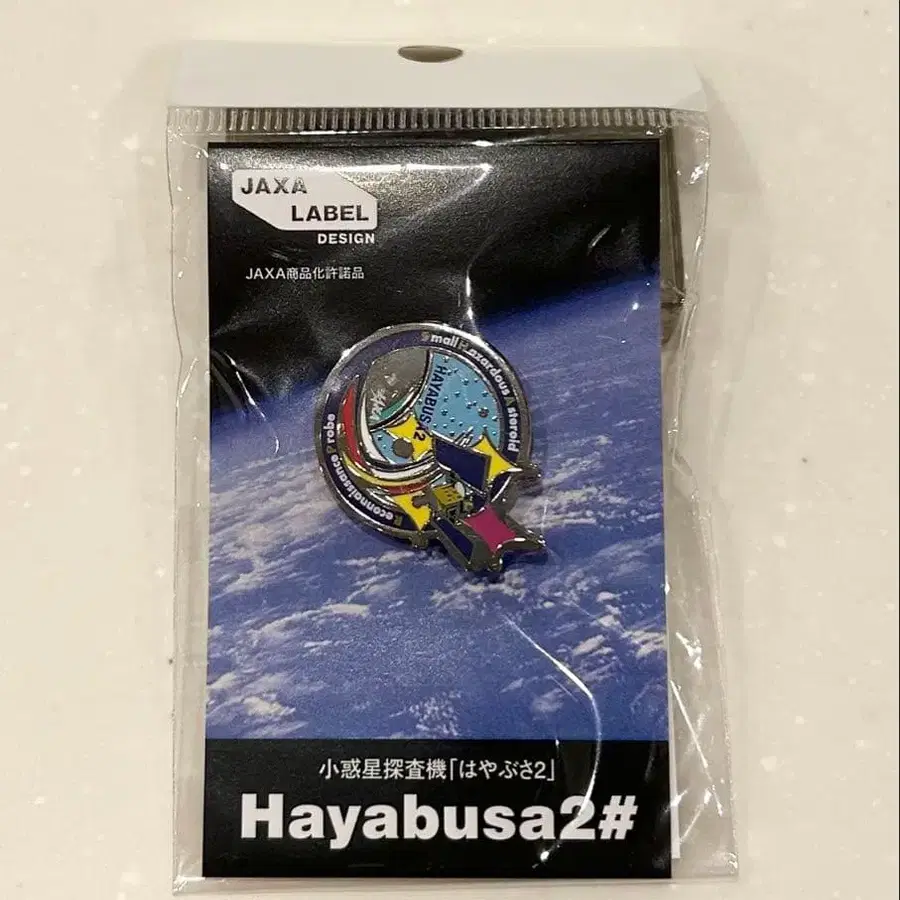 JAXA
LABEL
DESIGN
JAXA商品化許諾品
Small Hazardous Asteroid
Reconnaissance Probe
HAYABUSA2
小惑星探査機「はやぶさ2」
Hayabusa2#